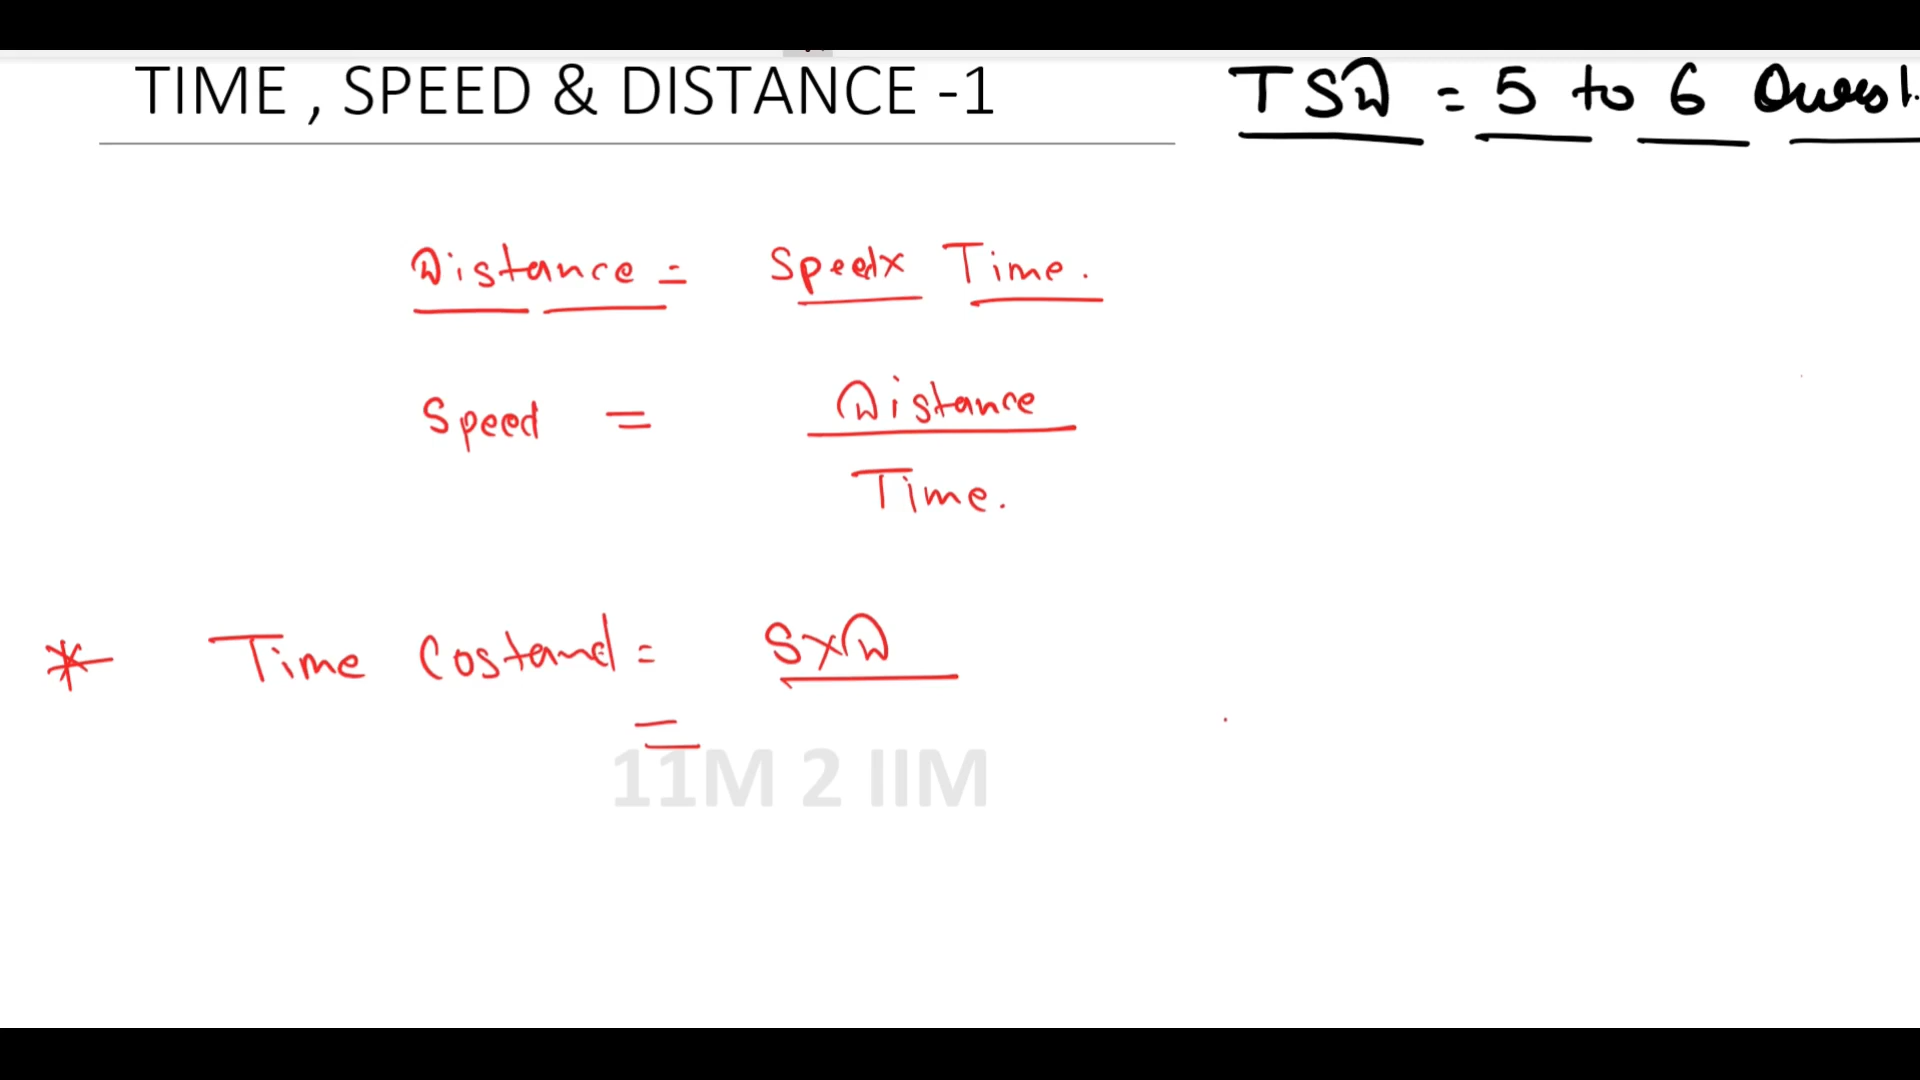 TIME , SPEED & DISTANCE -1
TSD = 5 to 6 Quest.
Distance = Speed x Time.
Speed = Distance
Time.
* Time Costand = S x D
=
11M 2 IIM